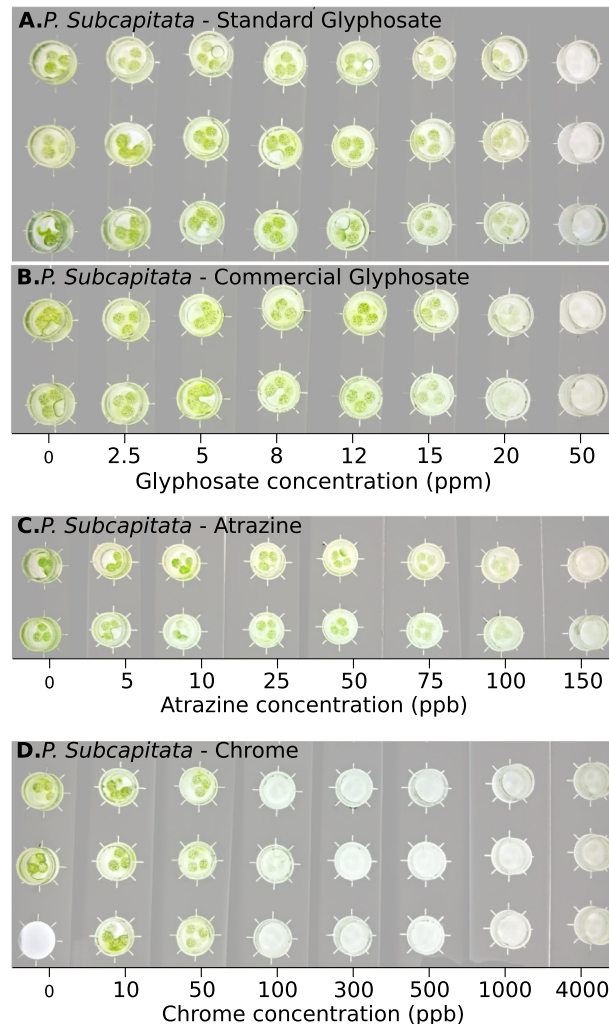 A.P. Subcapitata - Standard Glyphosate
B.P. Subcapitata - Commercial Glyphosate
0 2.5 5 8 12 15 20 50
Glyphosate concentration (ppm)
C.P. Subcapitata - Atrazine
0 5 10 25 50 75 100 150
Atrazine concentration (ppb)
D.P. Subcapitata - Chrome
0 10 50 100 300 500 1000 4000
Chrome concentration (ppb)